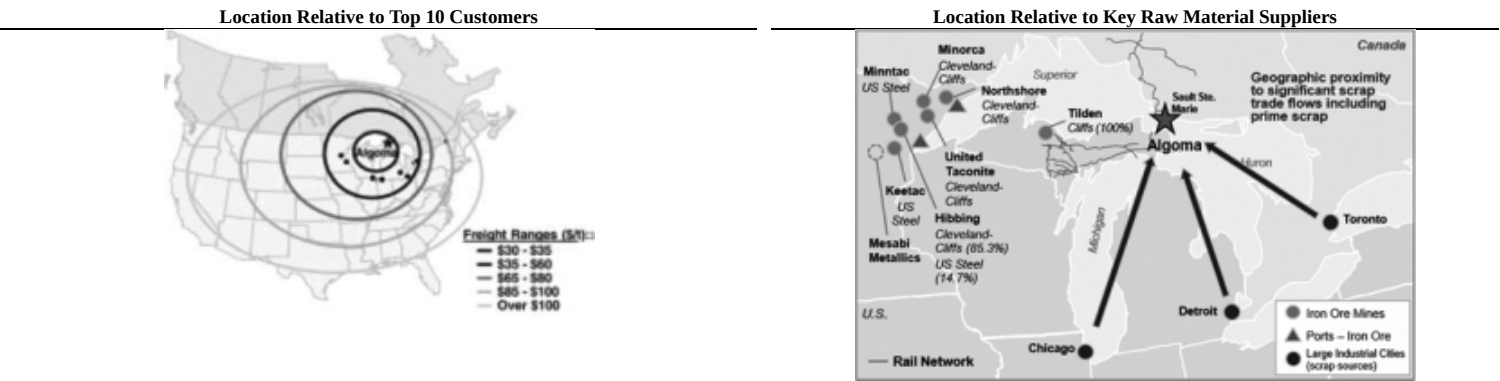 Location Relative to Top 10 Customers
Algoma
Freight Ranges ($/t)
$30 - $35
$35 - $60
$65 - $80
$85 - $100
Over $100
Location Relative to Key Raw Material Suppliers
Canada
Minorca
Cleveland-
Cliffs
Minntac
US Steel
Superior
Northshore
Cleveland-
Cliffs
Tilden
Cliffs (100%)
Sault Ste.
Marie
Algoma
Geographic proximity
to significant scrap
trade flows including
prime scrap
United
Taconite
Cleveland-
Cliffs
Huron
Keetac
US
Steel
Hibbing
Cleveland-
Cliffs (85.3%)
US Steel
(14.7%)
Mesabi
Metallics
Michigan
Toronto
Detroit
Chicago
U.S.
Rail Network
Iron Ore Mines
Ports – Iron Ore
Large Industrial Cities
(scrap sources)